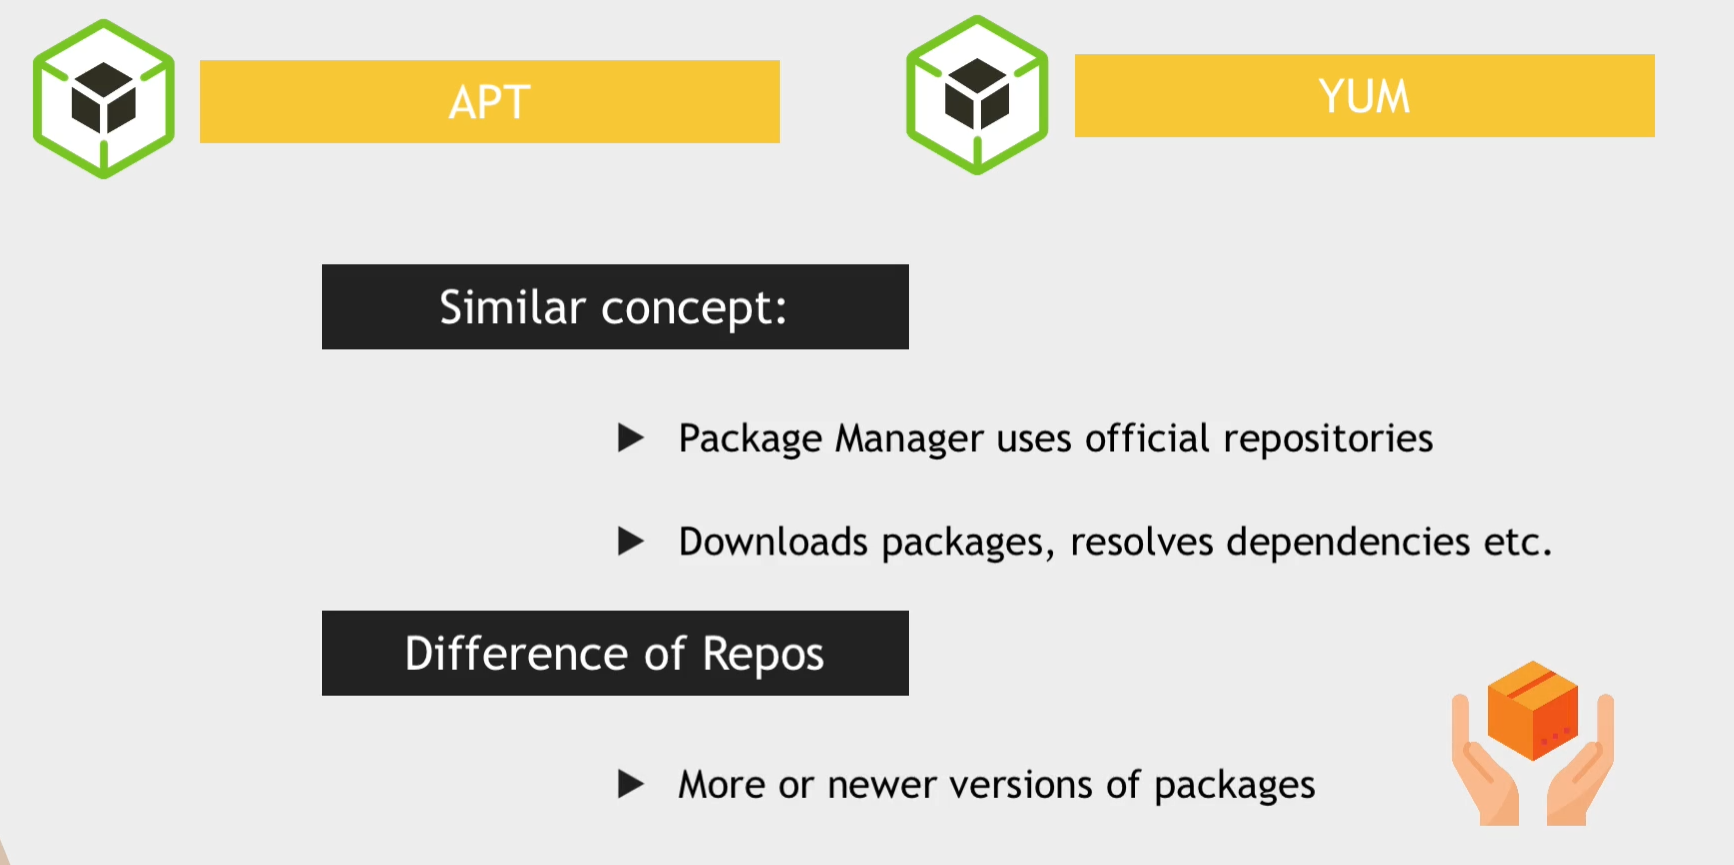 APT
YUM
Similar concept:
Package Manager uses official repositories
Downloads packages, resolves dependencies etc.
Difference of Repos
More or newer versions of packages